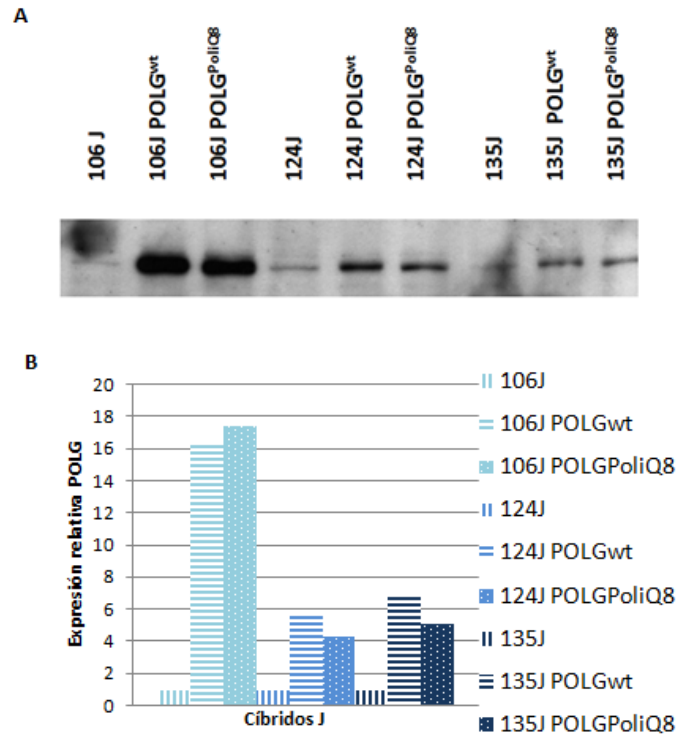 A
106 J
106J POLGwt
106J POLGPoliQ8
124J
124J POLGwt
124J POLGPoliQ8
135J
135J POLGwt
135J POLGPoliQ8
B
Expresión relativa POLG
20
18
16
14
12
10
8
6
4
2
0
Cíbridos J
106J
106J POLGwt
106J POLGPoliQ8
124J
124J POLGwt
124J POLGPoliQ8
135J
135J POLGwt
135J POLGPoliQ8